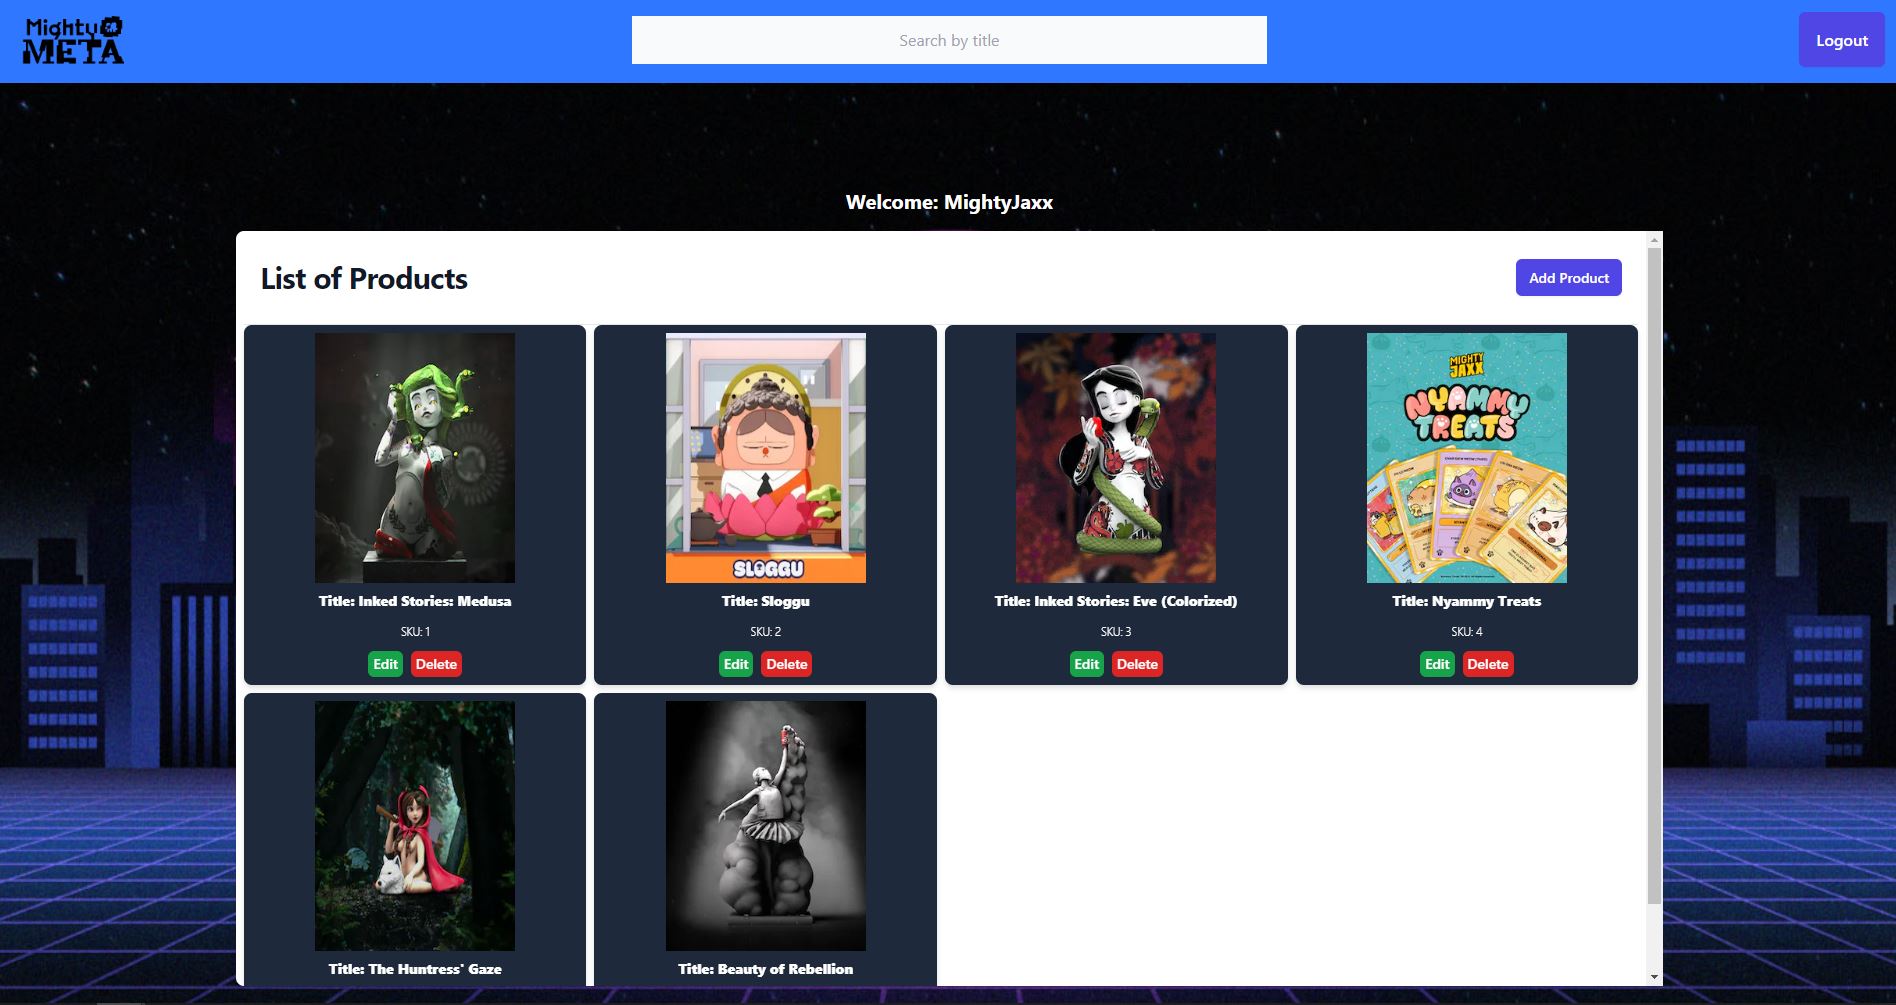 Mighty
META
Search by title
Logout
Welcome: MightyJaxx
List of Products
Add Product
MIGHTY
JAXX
NYAMMY
TREATS
SLOGGU
Title: Inked Stories: Medusa
Title: Sloggu
Title: Inked Stories: Eve (Colorized)
Title: Nyammy Treats
SKU: 1
SKU: 2
SKU: 3
SKU: 4
Edit Delete
Edit Delete
Edit Delete
Edit Delete
Title: The Huntress' Gaze
Title: Beauty of Rebellion